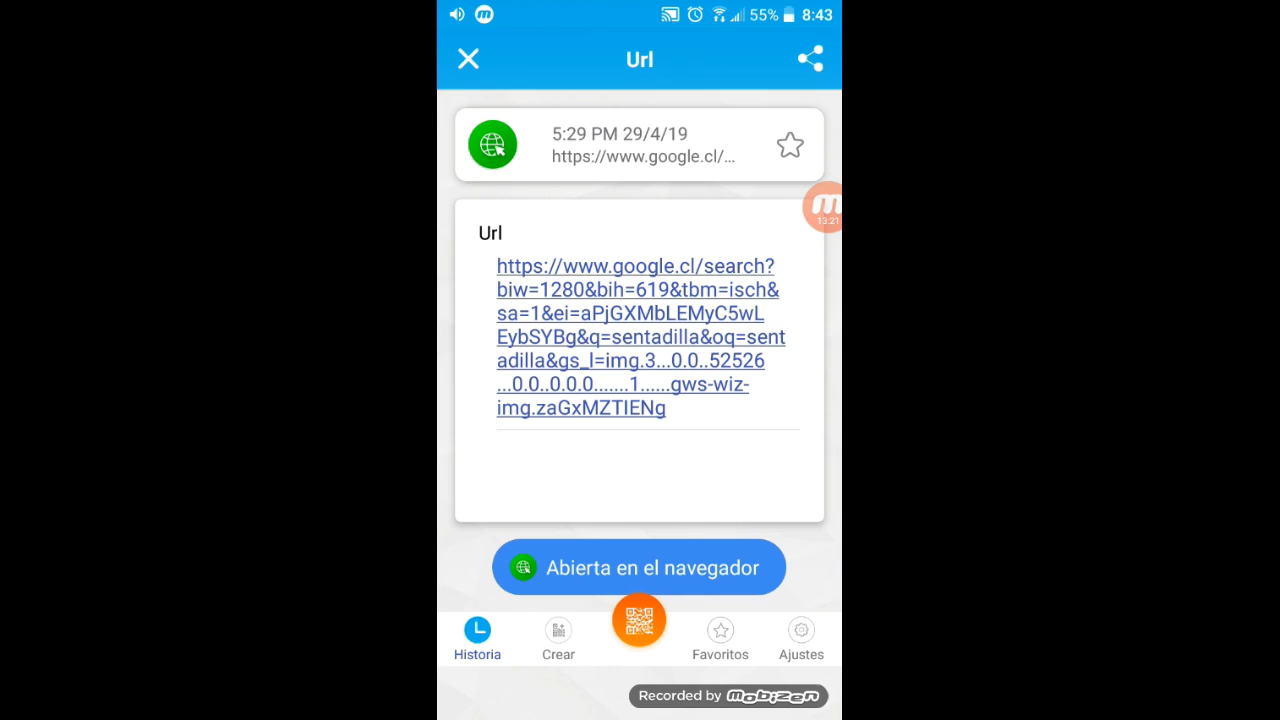 55% 8:43
Url
5:29 PM 29/4/19
https://www.google.cl/...
13:21
Url
https://www.google.cl/search?
biw=1280&bih=619&tbm=isch&
sa=1&ei=aPjGXMbLEMyC5wL
EybSYBg&q=sentadilla&oq=sent
adilla&gs_l=img.3...0.0..52526
...0.0..0.0.0.......1......gws-wiz-
img.zaGxMZTIENg
Abierta en el navegador
Historia Crear Favoritos Ajustes
Recorded by mobizen